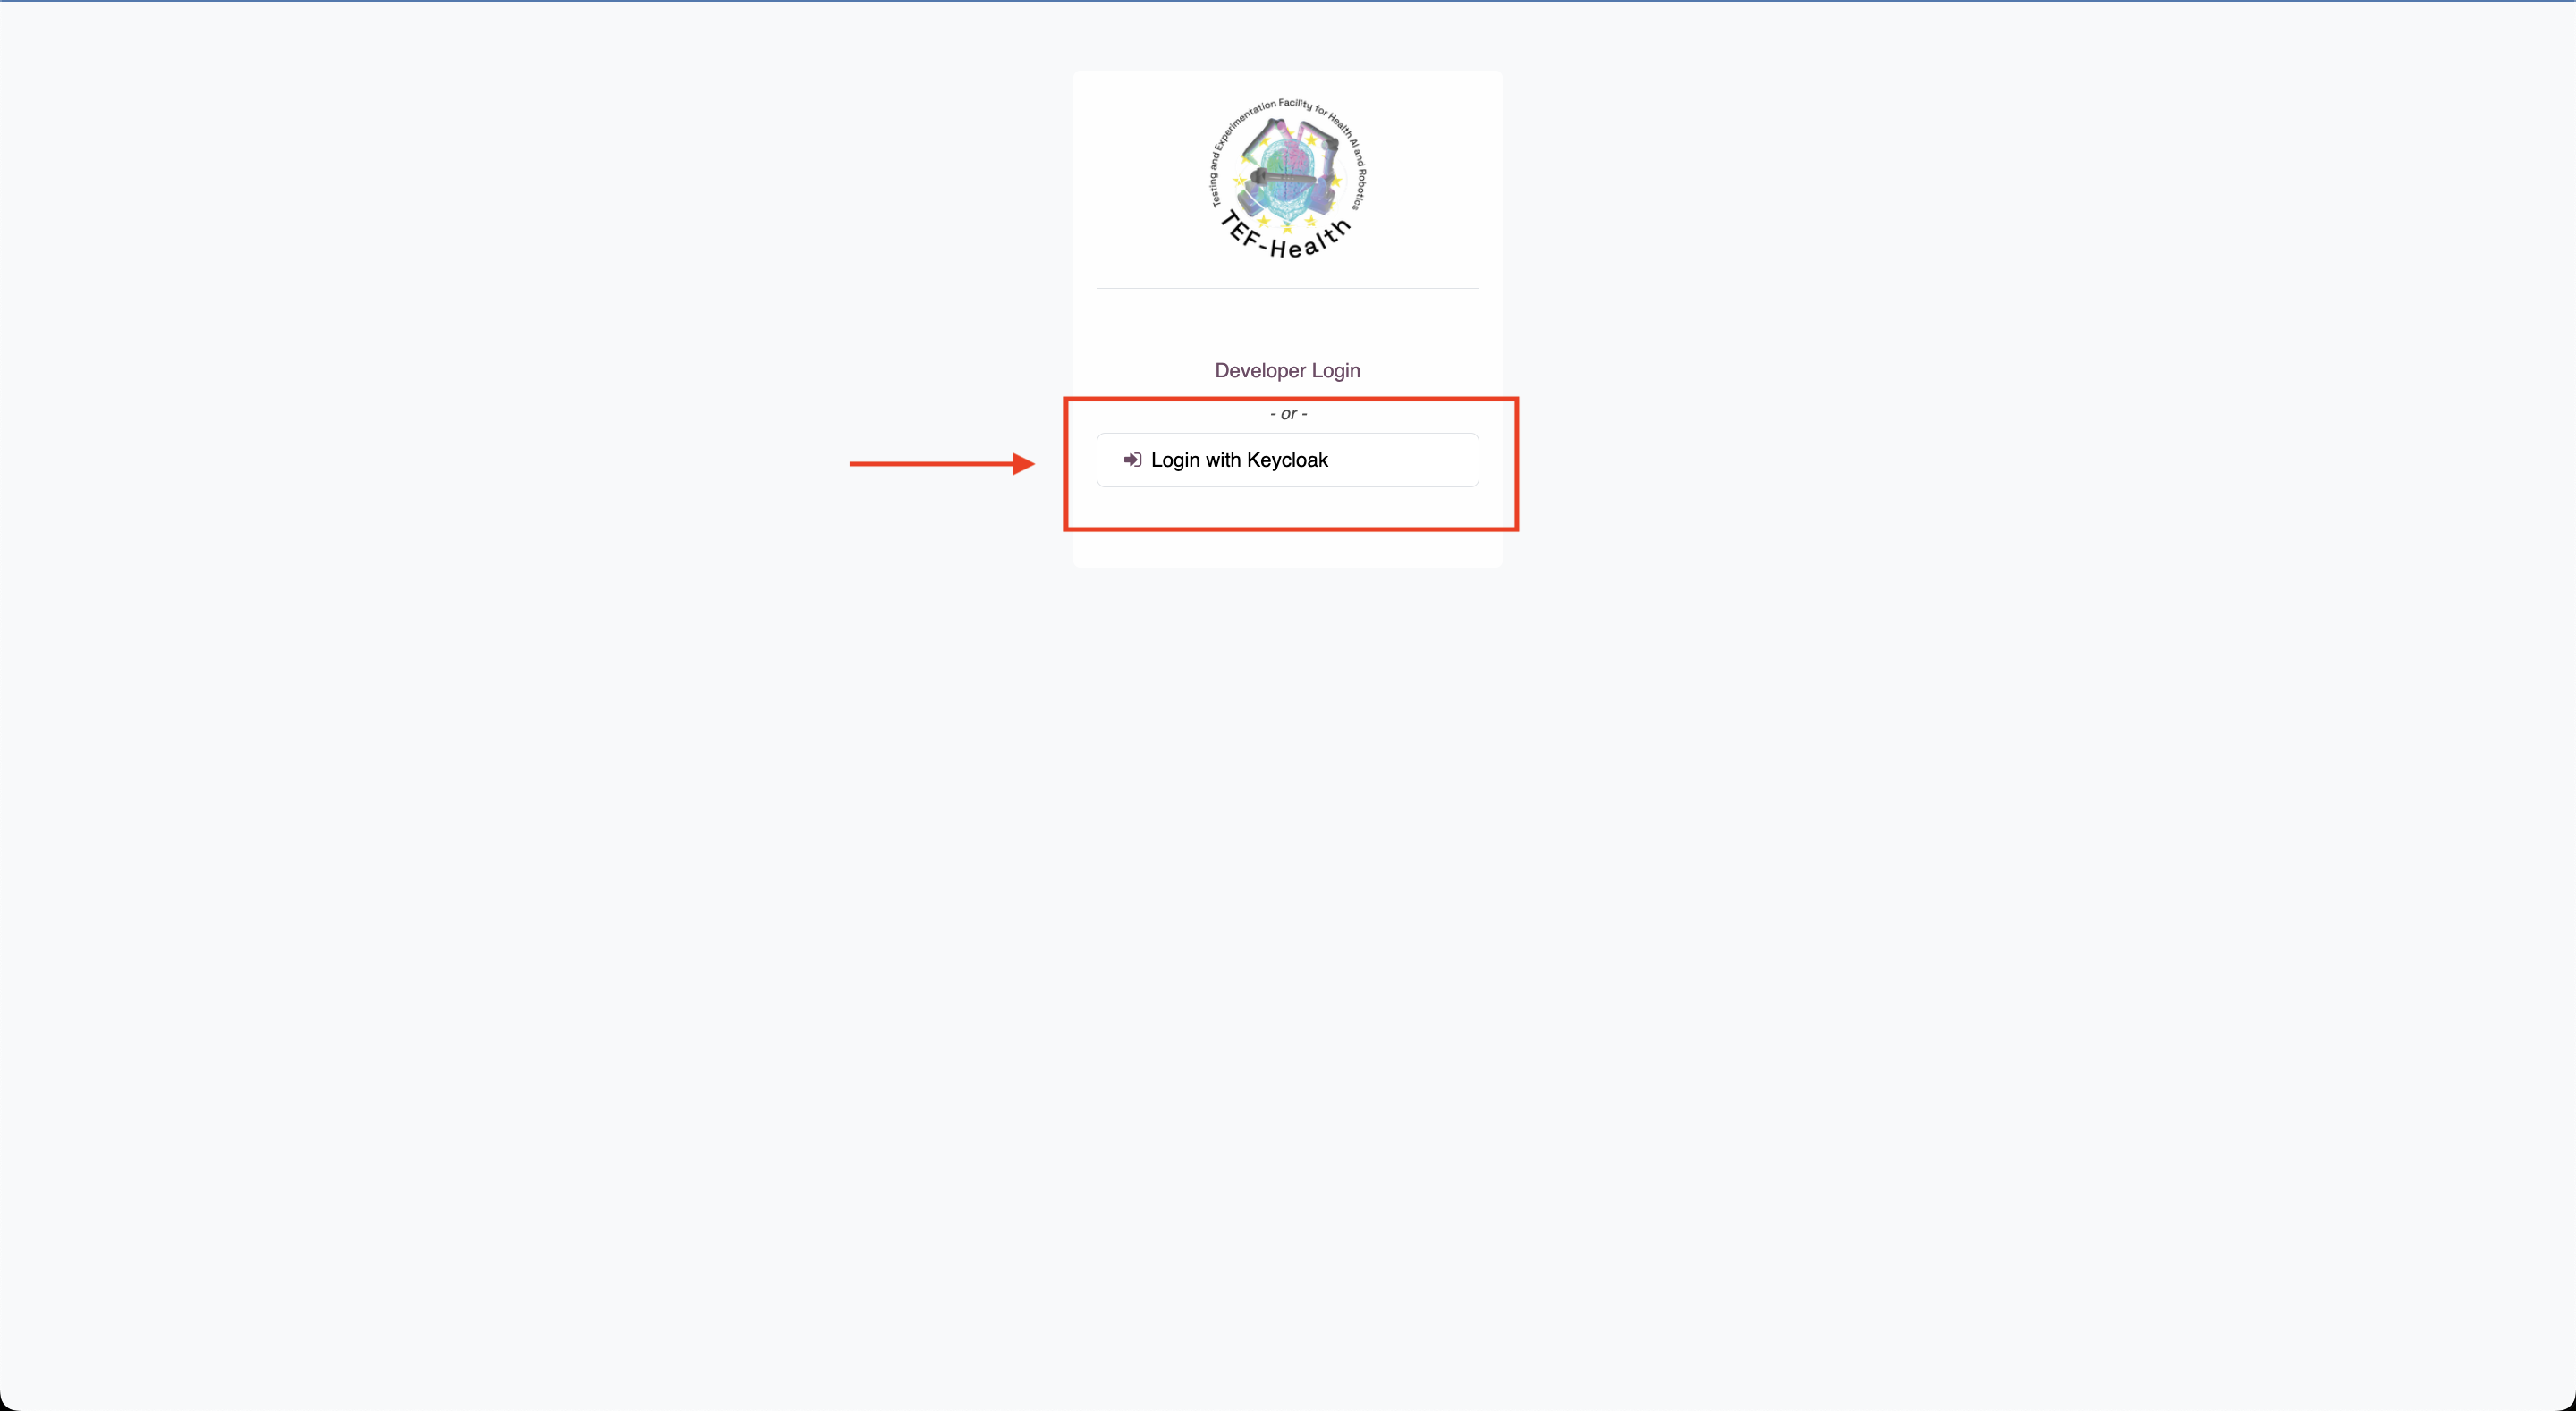 Testing and Experimentation Facility for Health AI and Robotics
TEF-Health
Developer Login
- or -
Login with Keycloak